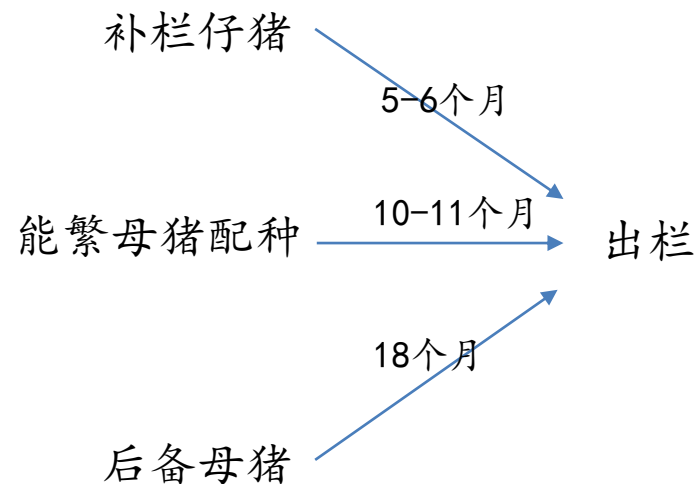 补栏仔猪
5-6个月
能繁母猪配种
10-11个月
出栏
18个月
后备母猪